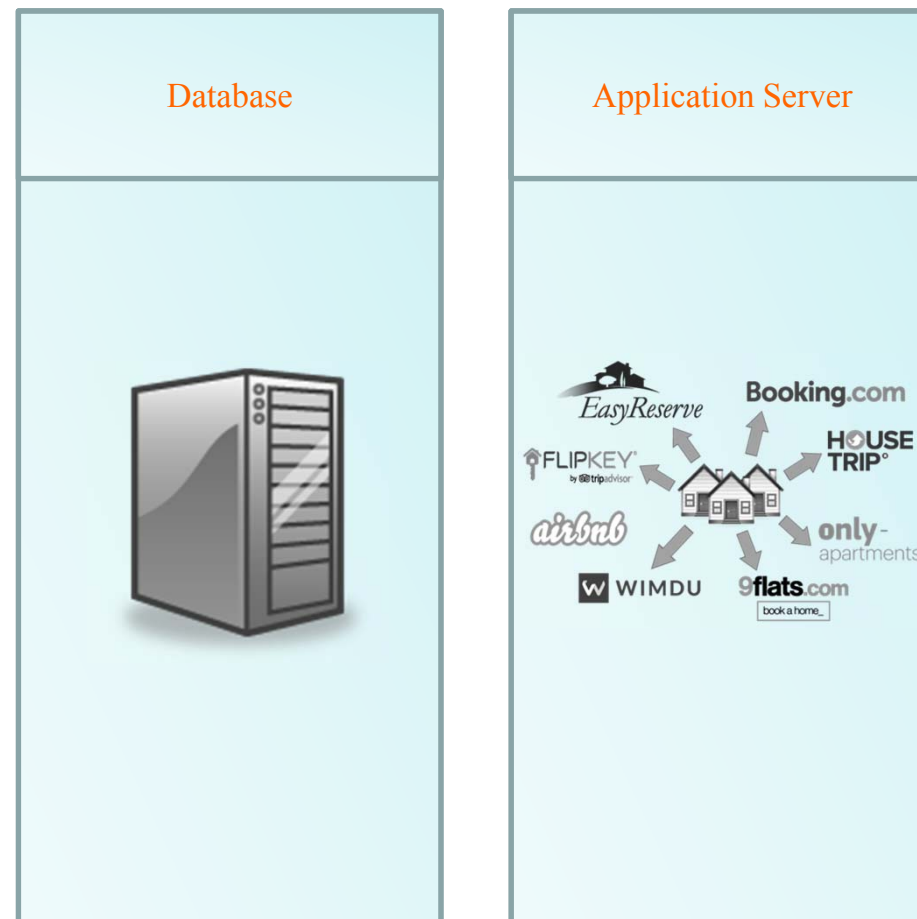 Database
Application Server
EasyReserve
Booking.com
FLIPKEY®
by tripadvisor®
HOUSE
TRIP®
airbnb
only-
apartments
WIMDU
9flats.com
book a home_